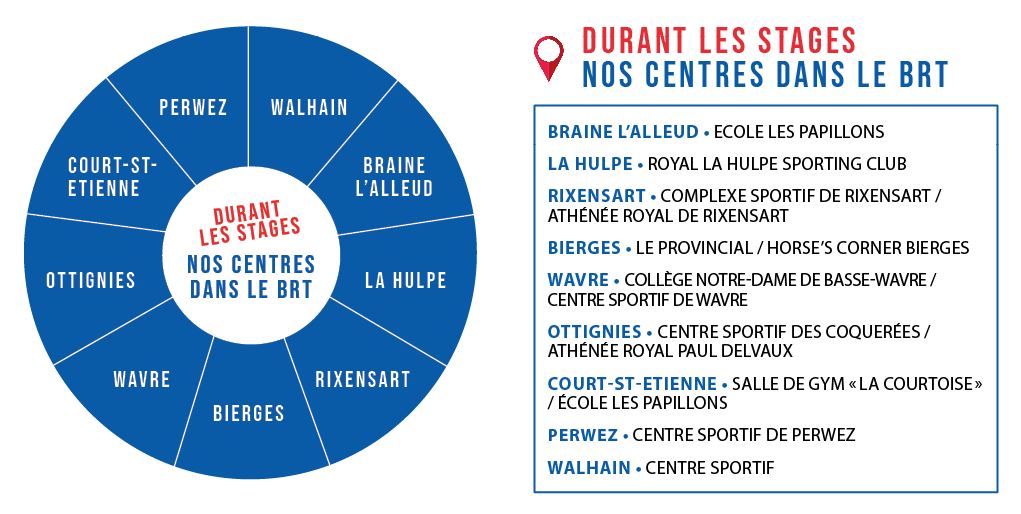 PERWEZ
WALHAIN
BRAINE
L'ALLEUD
LA HULPE
RIXENSART
BIERGES
WAVRE
OTTIGNIES
COURT-ST-
ETIENNE
DURANT
LES STAGES
NOS CENTRES
DANS LE BRT
DURANT LES STAGES
NOS CENTRES DANS LE BRT
BRAINE L'ALLEUD • ECOLE LES PAPILLONS
LA HULPE • ROYAL LA HULPE SPORTING CLUB
RIXENSART • COMPLEXE SPORTIF DE RIXENSART /
ATHÉNÉE ROYAL DE RIXENSART
BIERGES • LE PROVINCIAL / HORSE'S CORNER BIERGES
WAVRE • COLLÈGE NOTRE-DAME DE BASSE-WAVRE /
CENTRE SPORTIF DE WAVRE
OTTIGNIES • CENTRE SPORTIF DES COQUERÉES /
ATHÉNÉE ROYAL PAUL DELVAUX
COURT-ST-ETIENNE • SALLE DE GYM « LA COURTOISE »
/ ÉCOLE LES PAPILLONS
PERWEZ • CENTRE SPORTIF DE PERWEZ
WALHAIN • CENTRE SPORTIF